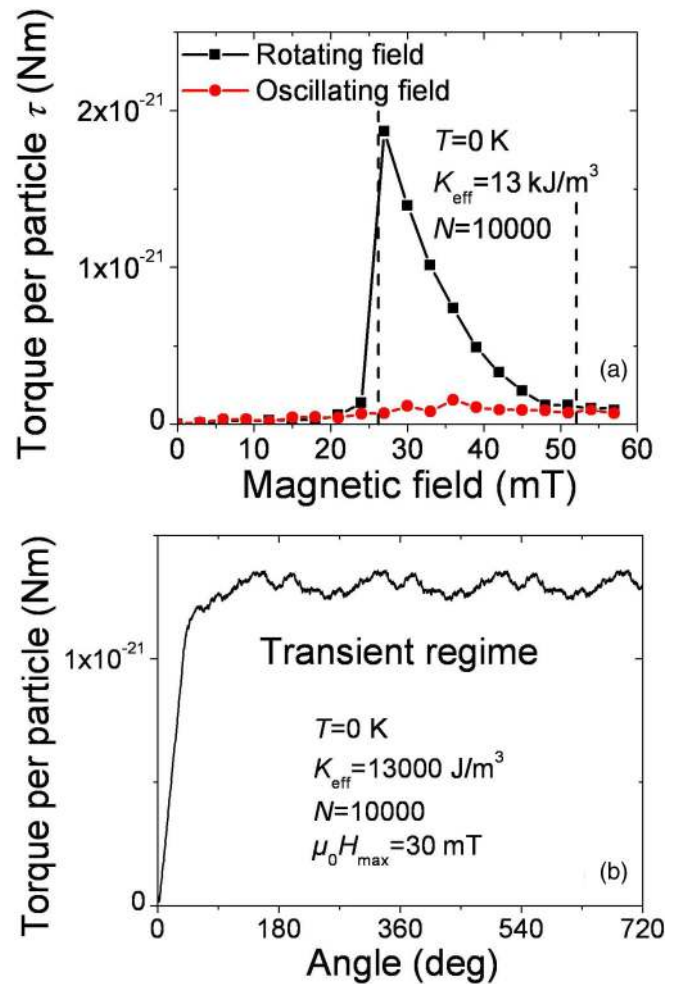 Rotating field
Oscillating field
2x10⁻²¹
T=0 K
K_eff=13 kJ/m³
N=10000
1x10⁻²¹
(a)
0
0 10 20 30 40 50 60
Magnetic field (mT)
Torque per particle τ (Nm)
1x10⁻²¹
Transient regime
T=0 K
K_eff=13000 J/m³
N=10000
μ₀H_max=30 mT
(b)
0
0 180 360 540 720
Angle (deg)
Torque per particle (Nm)